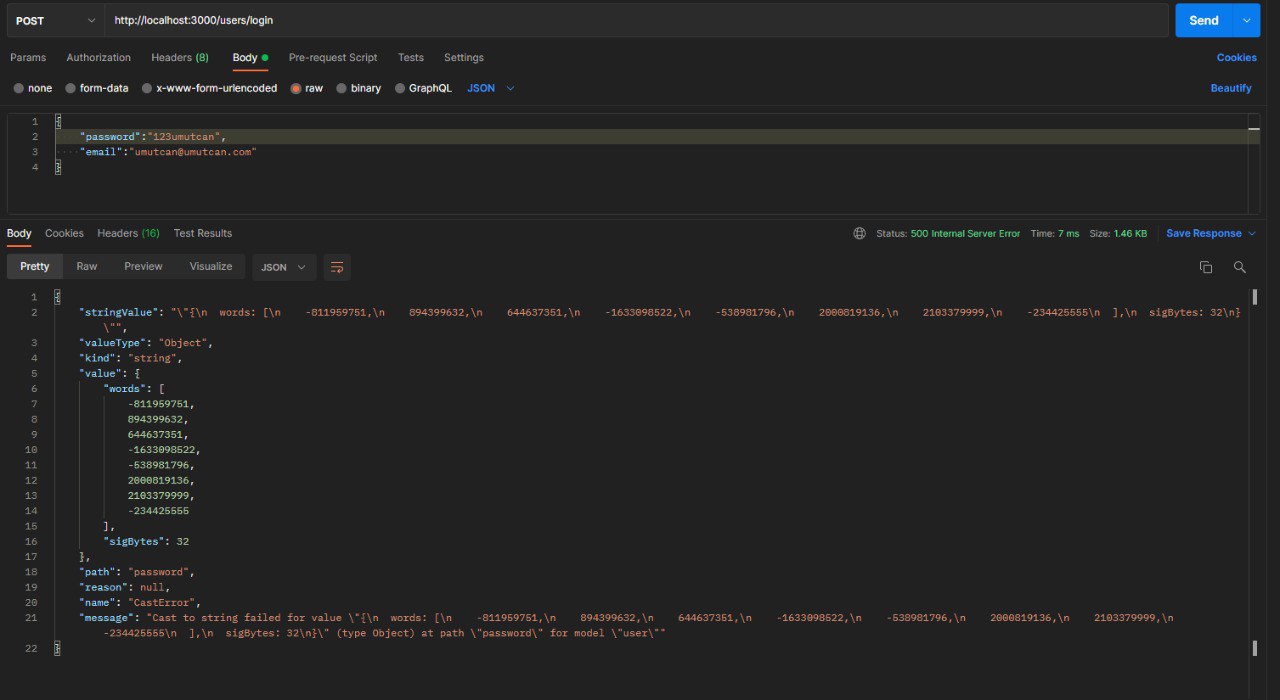 POST http://localhost:3000/users/login Send
Params Authorization Headers (8) Body Pre-request Script Tests Settings Cookies
none form-data x-www-form-urlencoded raw binary GraphQL JSON Beautify
1 {
2 "password":"123umutcan",
3 "email":"umutcan@umutcan.com"
4 }
Body Cookies Headers (16) Test Results Status: 500 Internal Server Error Time: 7 ms Size: 1.46 KB Save Response
Pretty Raw Preview Visualize JSON
1 {
2 "stringValue": "\"{\n  words: [\n    -811959751,\n    894399632,\n    644637351,\n    -1633098522,\n    -538981796,\n    2000819136,\n    2103379999,\n    -234425555\n  ],\n  sigBytes: 32\n}
\"",
3 "valueType": "Object",
4 "kind": "string",
5 "value": {
6 "words": [
7 -811959751,
8 894399632,
9 644637351,
10 -1633098522,
11 -538981796,
12 2000819136,
13 2103379999,
14 -234425555
15 ],
16 "sigBytes": 32
17 },
18 "path": "password",
19 "reason": null,
20 "name": "CastError",
21 "message": "Cast to string failed for value \"{\n  words: [\n    -811959751,\n    894399632,\n    644637351,\n    -1633098522,\n    -538981796,\n    2000819136,\n    2103379999,\n
-234425555\n  ],\n  sigBytes: 32\n}\" (type Object) at path \"password\" for model \"user\""
22 }